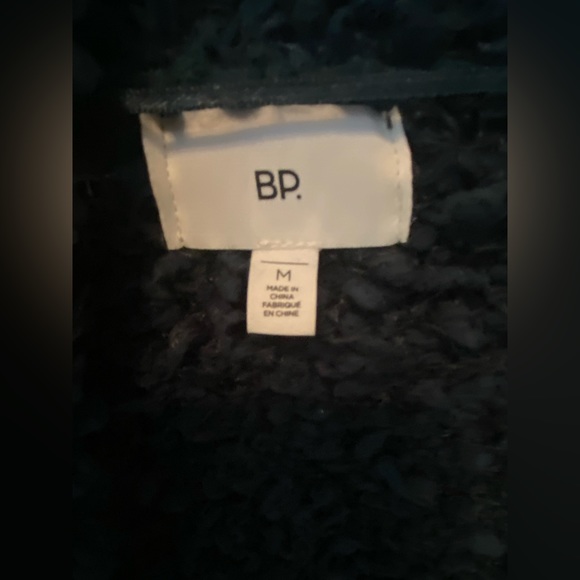 BP.
M
MADE IN
CHINA
FABRIQUÉ
EN CHINE